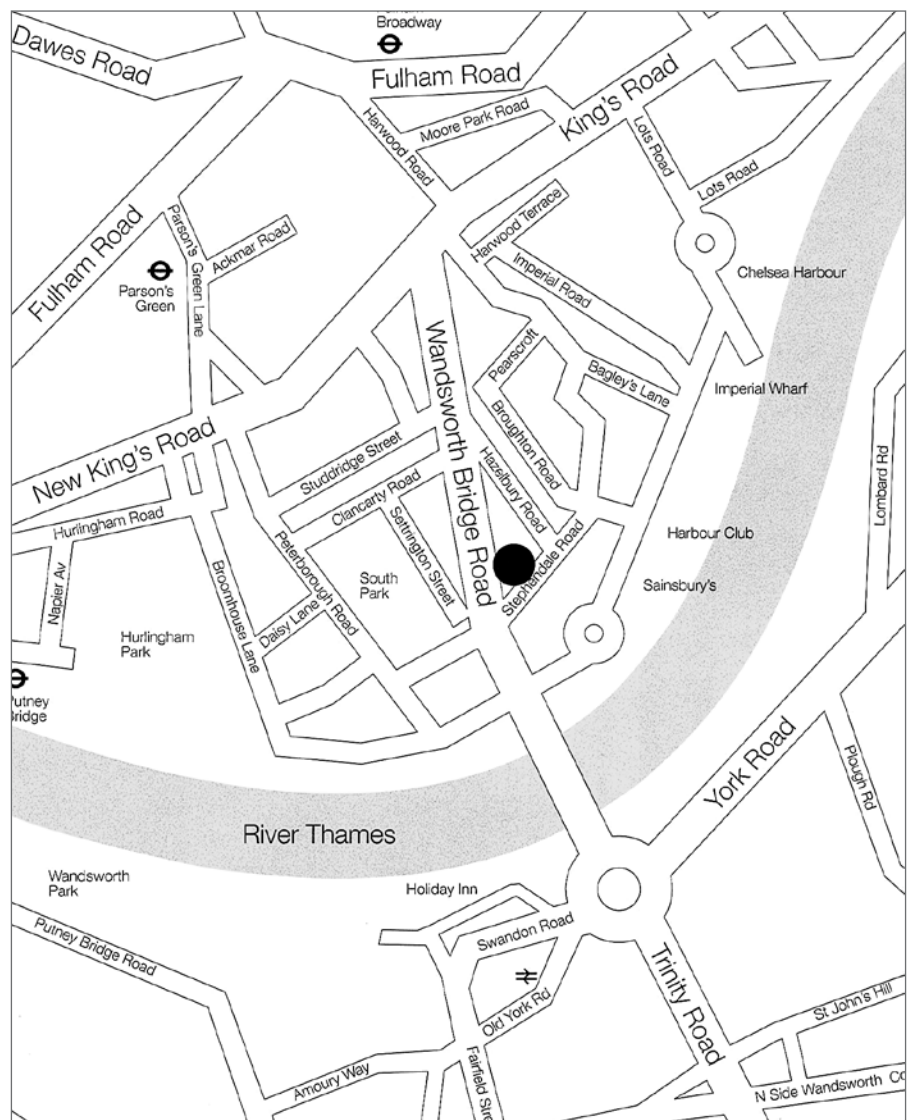 Broadway
Dawes Road
Fulham Road
King's Road
Moore Park Road
Harwood Road
Lots Road
Lots Road
Harwood Terrace
Parson's Green Lane
Ackmar Road
Fulham Road
Imperial Road
Chelsea Harbour
Parson's
Green
Wandsworth Bridge Road
Pearscroft
Bagley's Lane
Imperial Wharf
Broughton Road
New King's Road
Studdridge Street
Hazelbury Road
Lombard Rd
Clancarty Road
Settrington Street
Hurlingham Road
Peterborough Road
Stephendale Road
Harbour Club
Napier Av
Broomhouse Lane
South
Park
Sainsbury's
Daisy Lane
Hurlingham
Park
Putney
Bridge
York Road
Plough Rd
River Thames
Wandsworth
Park
Holiday Inn
Putney Bridge Road
Swandon Road
Trinity Road
Old York Rd
St John's Hill
Armoury Way
Fairfield Stre
N Side Wandsworth Co